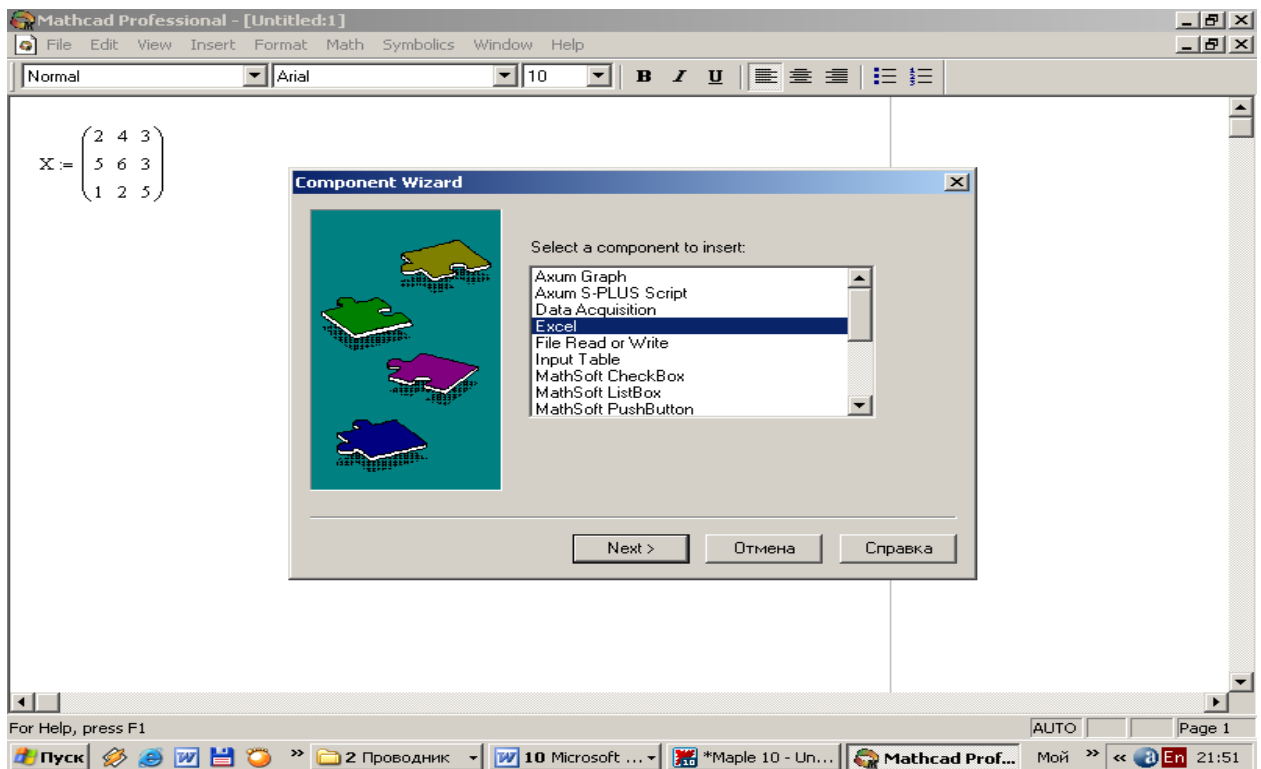 Mathcad Professional - [Untitled:1]
File Edit View Insert Format Math Symbolics Window Help
Normal Arial 10 B I U
X := ( 2 4 3
5 6 3
1 2 5 )
Component Wizard
Select a component to insert:
Axum Graph
Axum S-PLUS Script
Data Acquisition
Excel
File Read or Write
Input Table
MathSoft CheckBox
MathSoft ListBox
MathSoft PushButton
Next > Отмена Справка
For Help, press F1 AUTO Page 1
Пуск » 2 Проводник 10 Microsoft ... *Maple 10 - Un... Mathcad Prof... Мой » « En 21:51